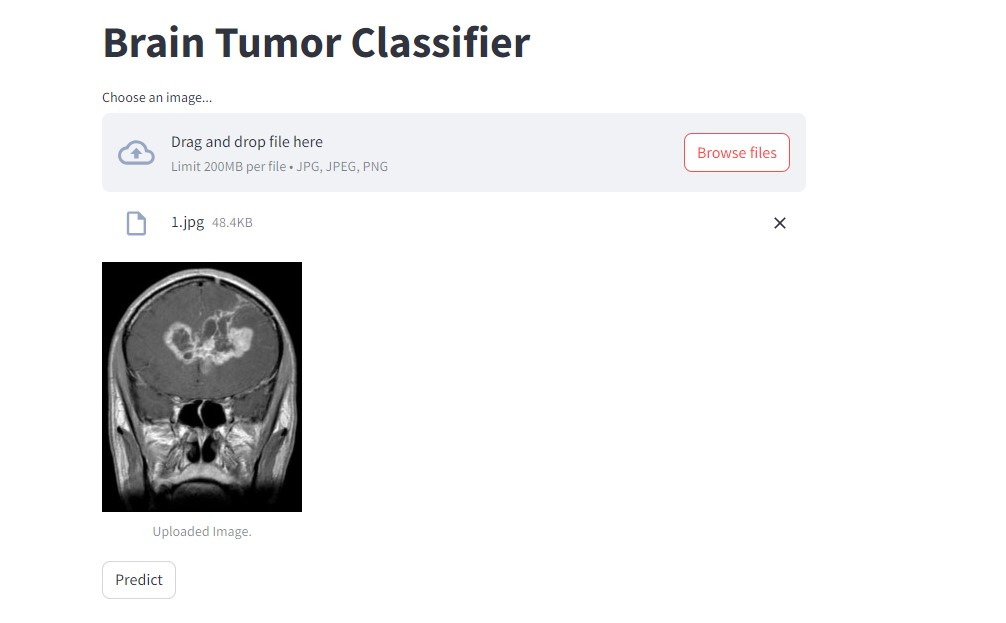 Brain Tumor Classifier
Choose an image...
Drag and drop file here
Limit 200MB per file • JPG, JPEG, PNG
Browse files
1.jpg 48.4KB
Uploaded Image.
Predict